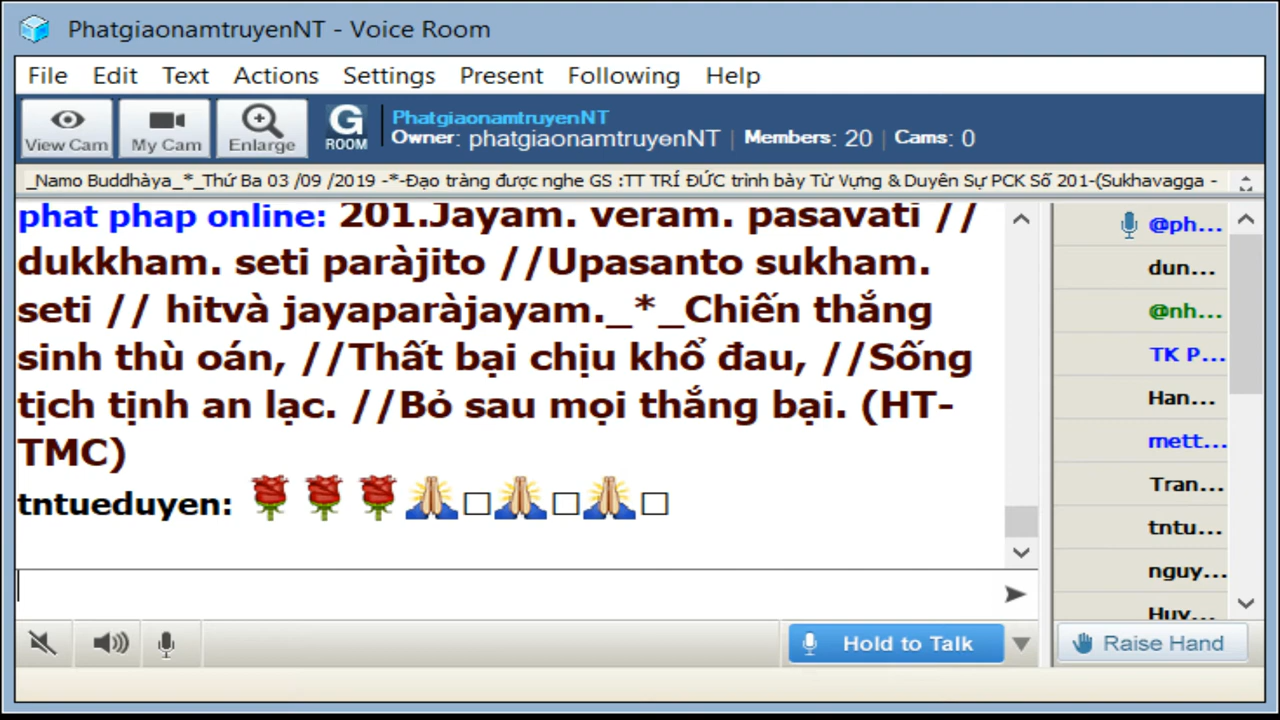 PhatgiaonamtruyenNT - Voice Room
File Edit Text Actions Settings Present Following Help
View Cam My Cam Enlarge G ROOM
PhatgiaonamtruyenNT
Owner: phatgiaonamtruyenNT | Members: 20 | Cams: 0
_Namo Buddhàya_*_Thứ Ba 03 /09 /2019 -*-Đạo tràng được nghe GS :TT TRÍ ĐỨC trình bày Từ Vựng & Duyên Sự PCK Số 201-(Sukhavagga -
phat phap online: 201.Jayam. veram. pasavati //
dukkham. seti paràjito //Upasanto sukham.
seti // hitvà jayaparàjayam._*_Chiến thắng
sinh thù oán, //Thất bại chịu khổ đau, //Sống
tịch tịnh an lạc. //Bỏ sau mọi thắng bại. (HT-
TMC)
tntueduyen: 🌹🌹🌹🙏□🙏□🙏□
@ph...
dun...
@nh...
TK P...
Han...
mett...
Tran...
tntu...
nguy...
Huy...
Hold to Talk
Raise Hand